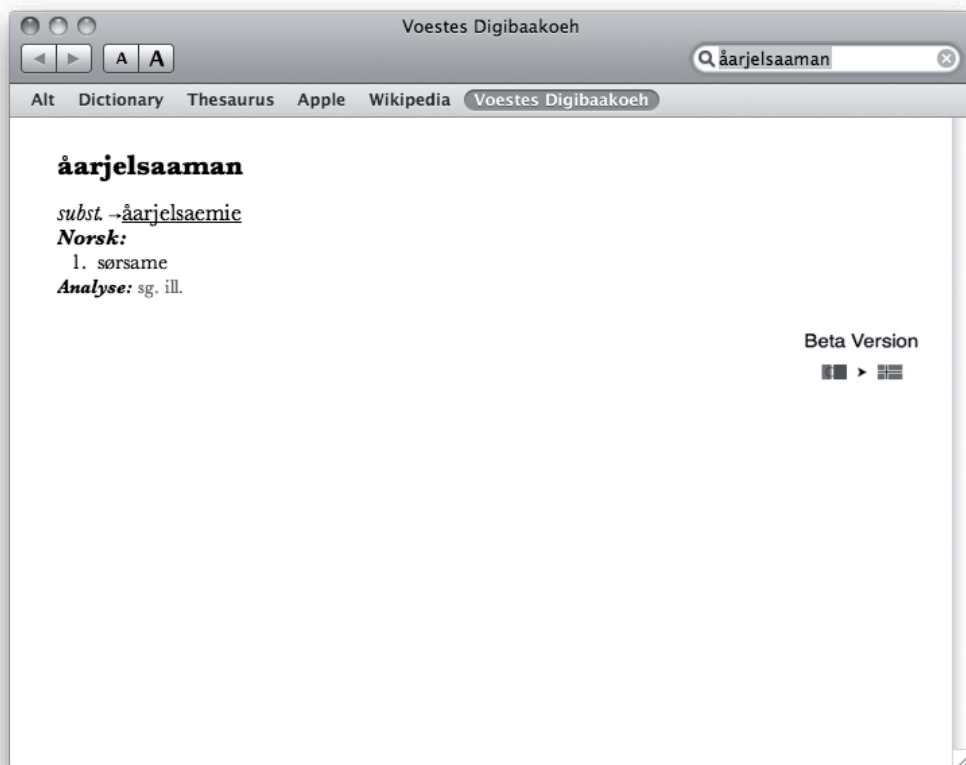 Voestes Digibaakoeh
A A
åarjelsaaman
Alt Dictionary Thesaurus Apple Wikipedia Voestes Digibaakoeh
åarjelsaaman
subst. →åarjelsaemie
Norsk:
1. sørsame
Analyse: sg. ill.
Beta Version